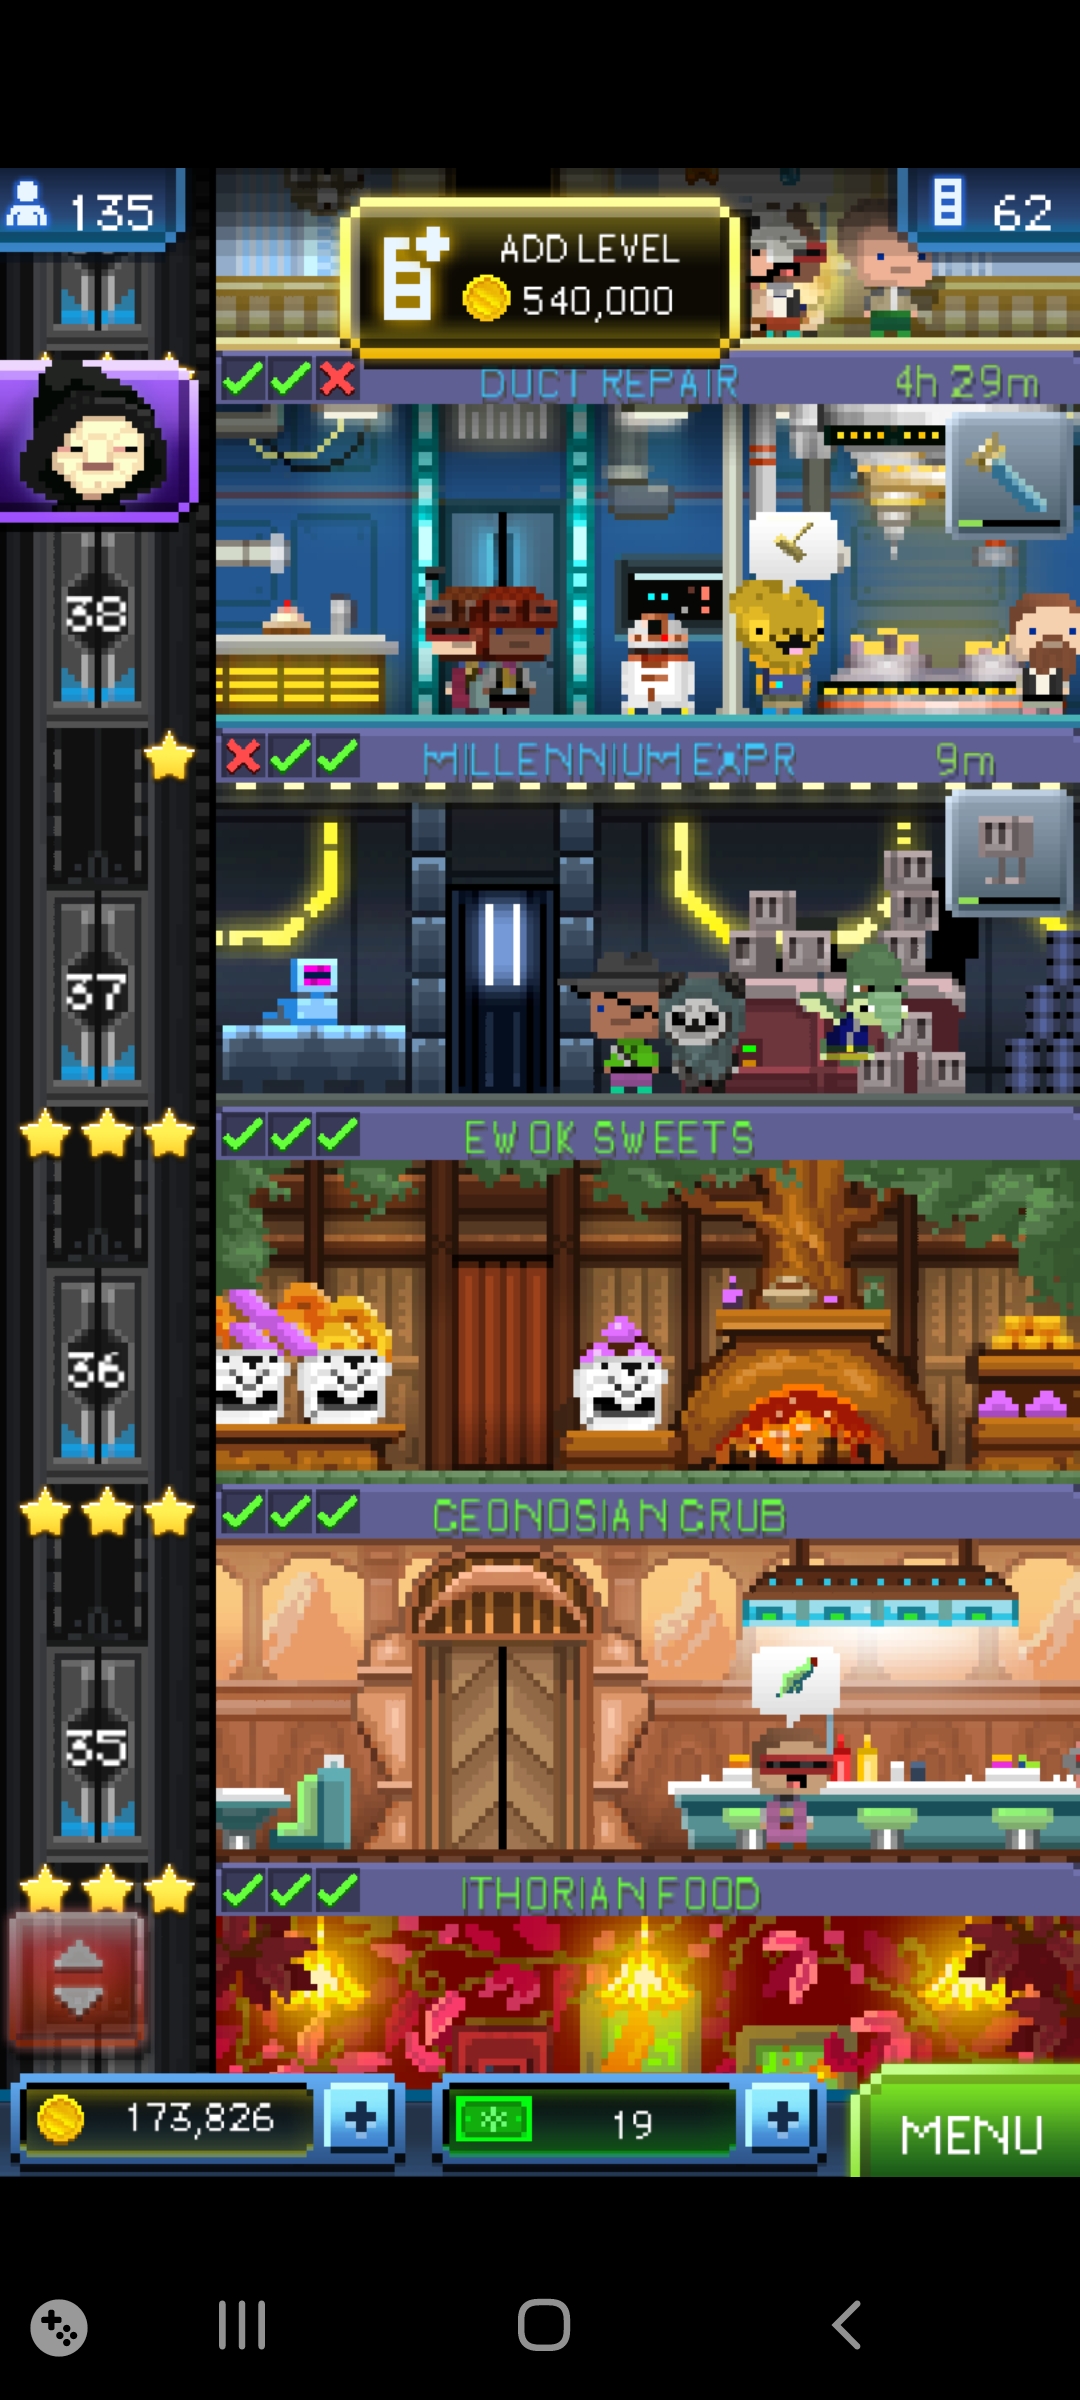 135
62
ADD LEVEL
540,000
DUCT REPAIR
4h 29m
38
MILLENNIUM EXPR
9m
37
EWOK SWEETS
36
GEONOSIAN GRUB
35
ITHORIAN FOOD
173,826
19
MENU